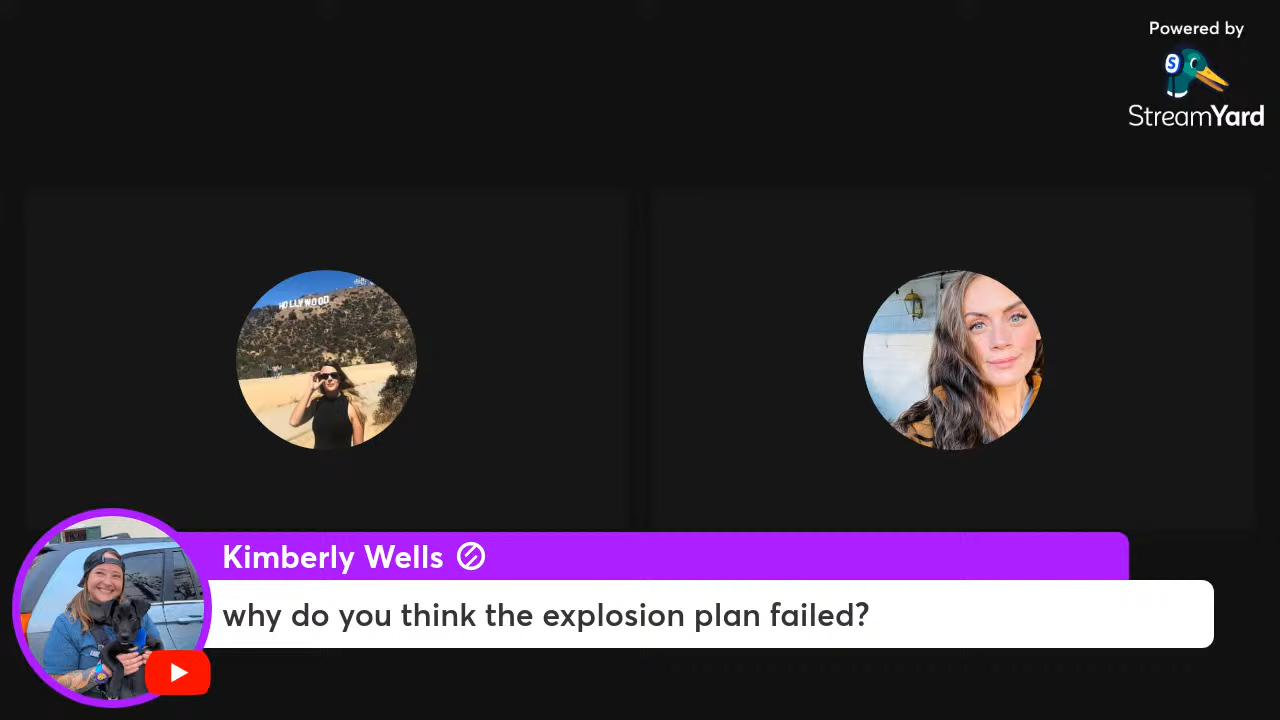 Powered by
S
StreamYard
HOLLYWOOD
Kimberly Wells
why do you think the explosion plan failed?